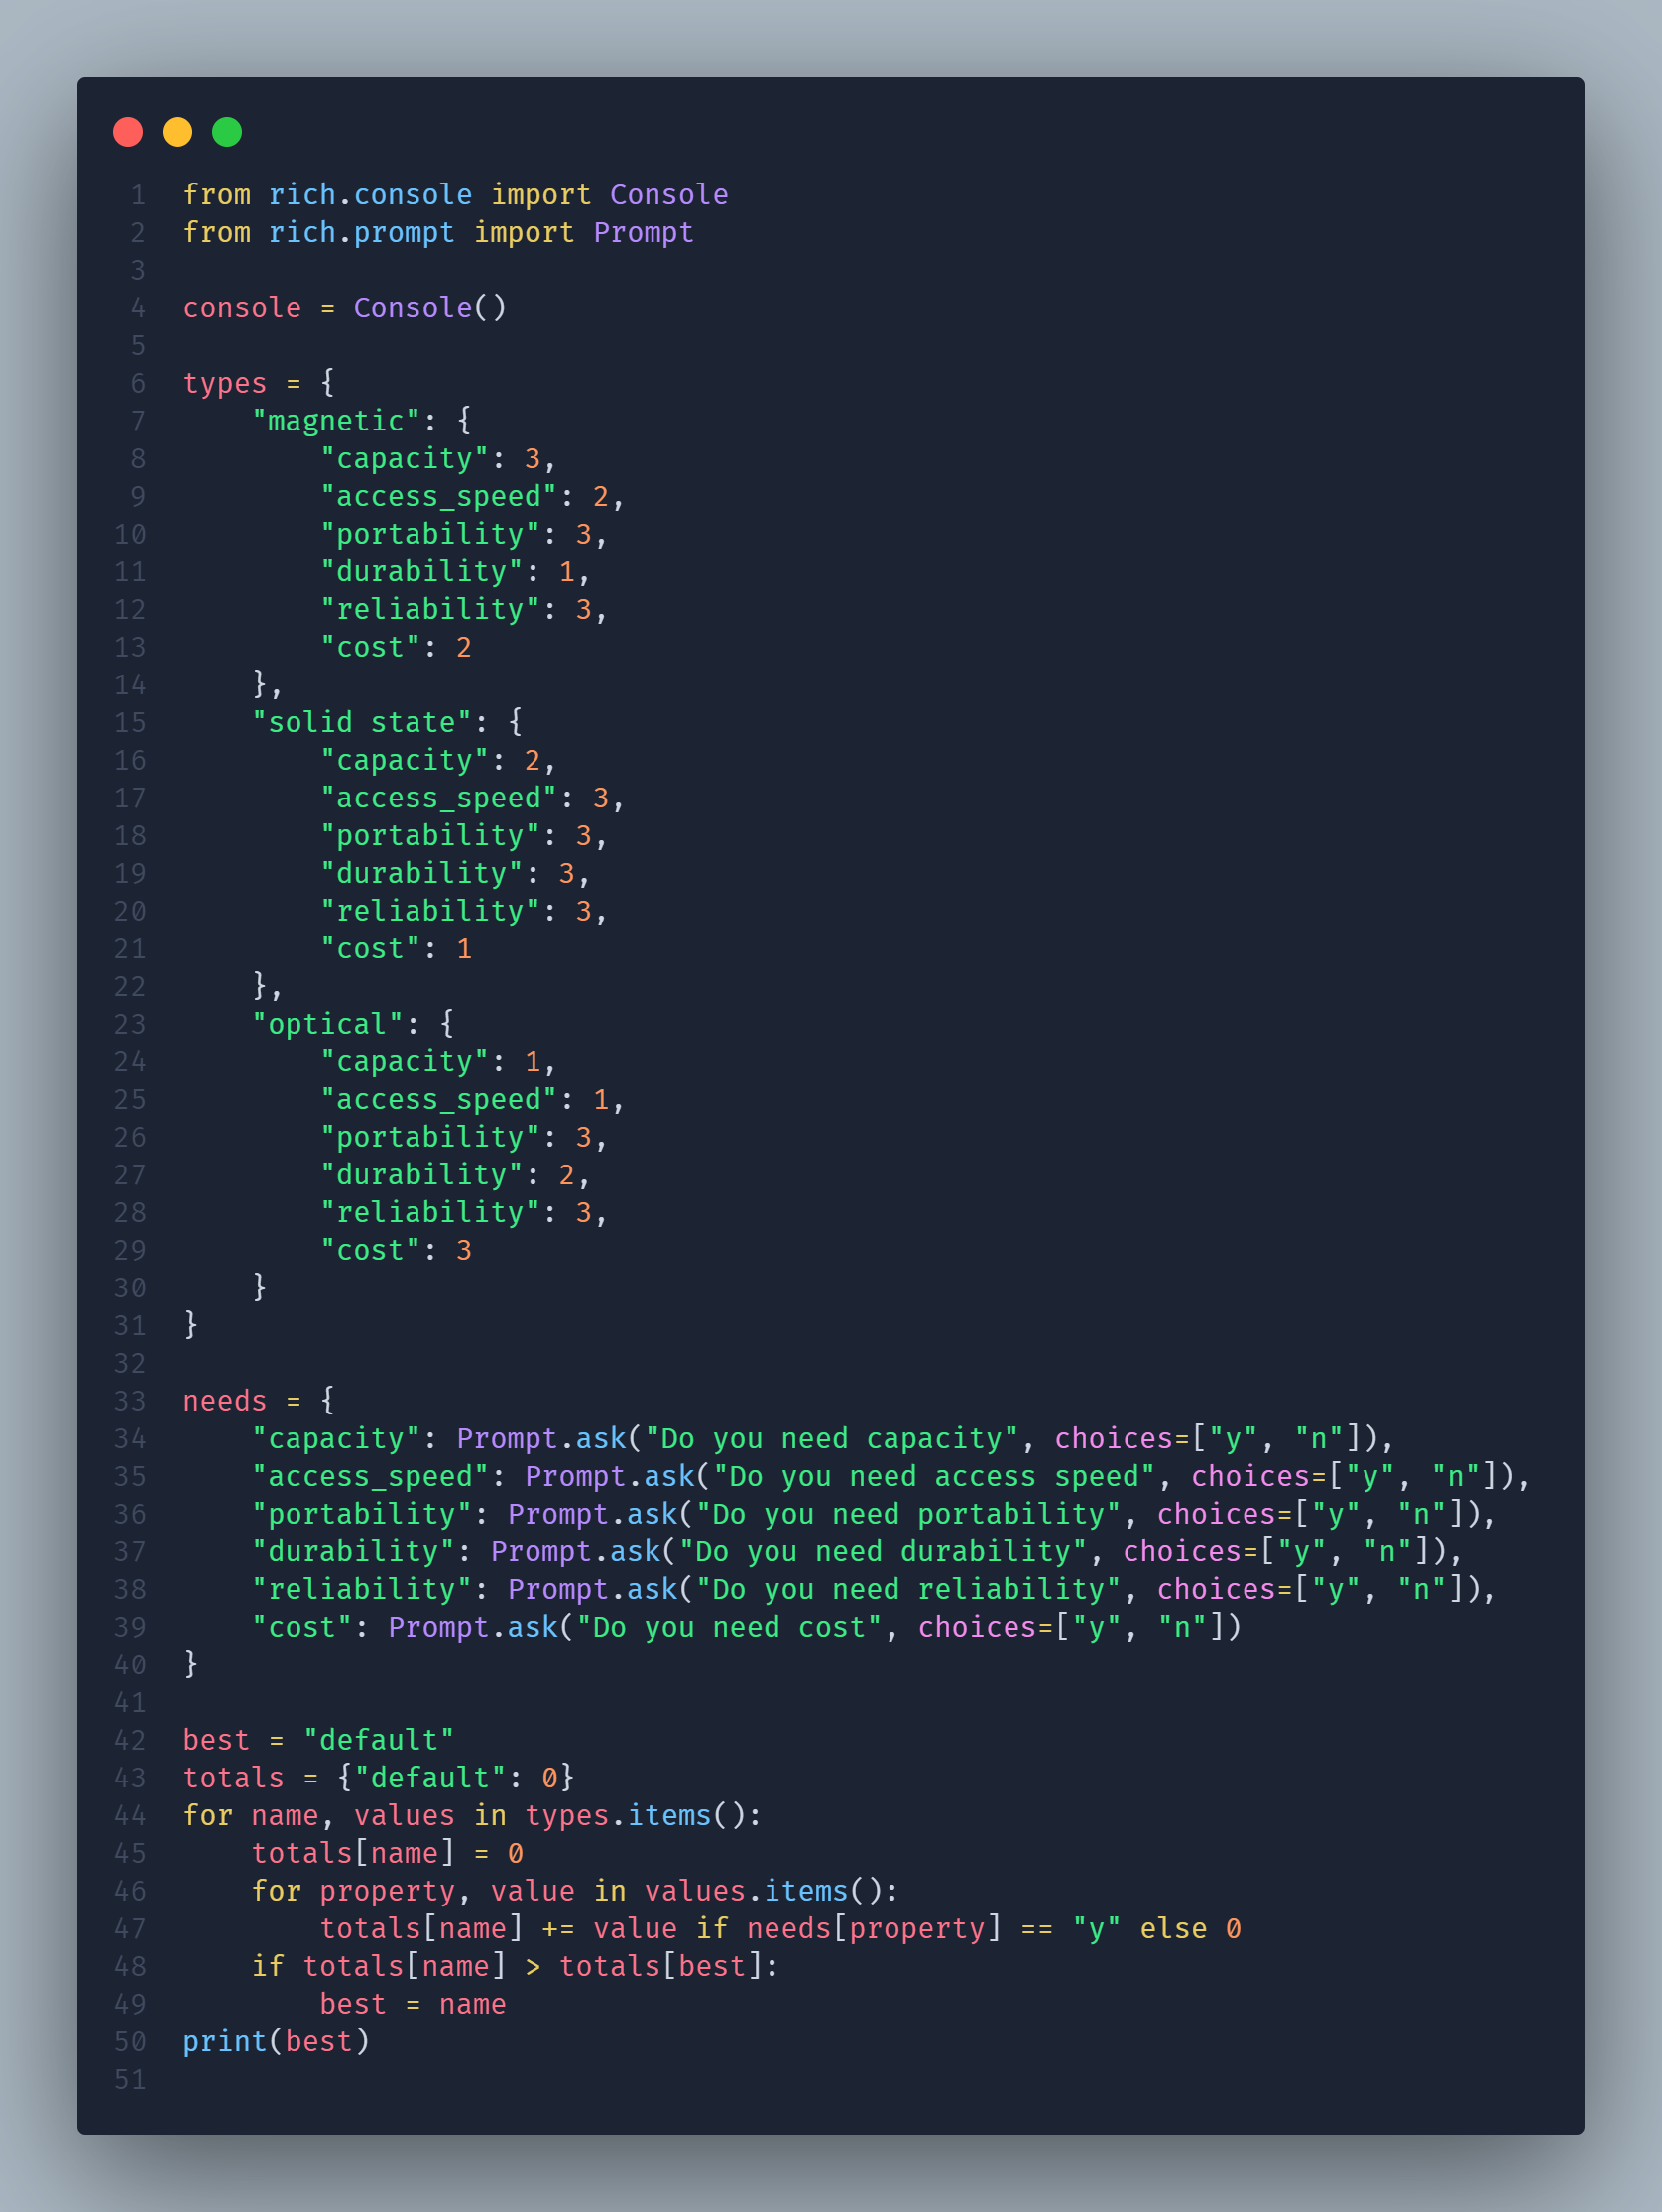 1 from rich.console import Console
2 from rich.prompt import Prompt
3
4 console = Console()
5
6 types = {
7     "magnetic": {
8         "capacity": 3,
9         "access_speed": 2,
10         "portability": 3,
11         "durability": 1,
12         "reliability": 3,
13         "cost": 2
14     },
15     "solid state": {
16         "capacity": 2,
17         "access_speed": 3,
18         "portability": 3,
19         "durability": 3,
20         "reliability": 3,
21         "cost": 1
22     },
23     "optical": {
24         "capacity": 1,
25         "access_speed": 1,
26         "portability": 3,
27         "durability": 2,
28         "reliability": 3,
29         "cost": 3
30     }
31 }
32
33 needs = {
34     "capacity": Prompt.ask("Do you need capacity", choices=["y", "n"]),
35     "access_speed": Prompt.ask("Do you need access speed", choices=["y", "n"]),
36     "portability": Prompt.ask("Do you need portability", choices=["y", "n"]),
37     "durability": Prompt.ask("Do you need durability", choices=["y", "n"]),
38     "reliability": Prompt.ask("Do you need reliability", choices=["y", "n"]),
39     "cost": Prompt.ask("Do you need cost", choices=["y", "n"])
40 }
41
42 best = "default"
43 totals = {"default": 0}
44 for name, values in types.items():
45     totals[name] = 0
46     for property, value in values.items():
47         totals[name] += value if needs[property] == "y" else 0
48     if totals[name] > totals[best]:
49         best = name
50 print(best)
51